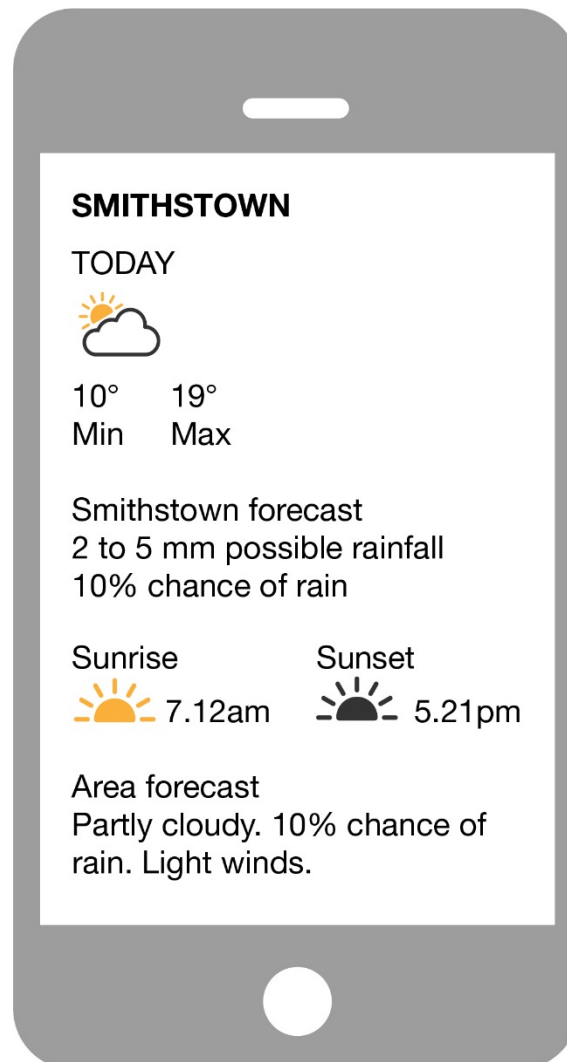 SMITHSTOWN
TODAY
10° 19°
Min Max
Smithstown forecast
2 to 5 mm possible rainfall
10% chance of rain
Sunrise Sunset
7.12am 5.21pm
Area forecast
Partly cloudy. 10% chance of
rain. Light winds.